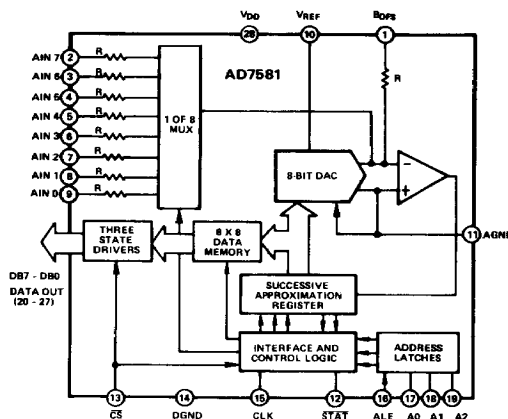 VDD VREF BOFS
28 10 1
AD7581
AIN 7 2 R
AIN 6 3 R
AIN 5 4 R
AIN 4 5 R
AIN 3 6 R
AIN 2 7 R
AIN 1 8 R
AIN 0 9 R
1 OF 8
MUX
R
8-BIT DAC
−
+
11 AGND
THREE
STATE
DRIVERS
8 X 8
DATA
MEMORY
DB7 - DB0
DATA OUT
(20 - 27)
SUCCESSIVE
APPROXIMATION
REGISTER
INTERFACE AND
CONTROL LOGIC
ADDRESS
LATCHES
13 14 15 12 16 17 18 19
CS DGND CLK STAT ALE A0 A1 A2